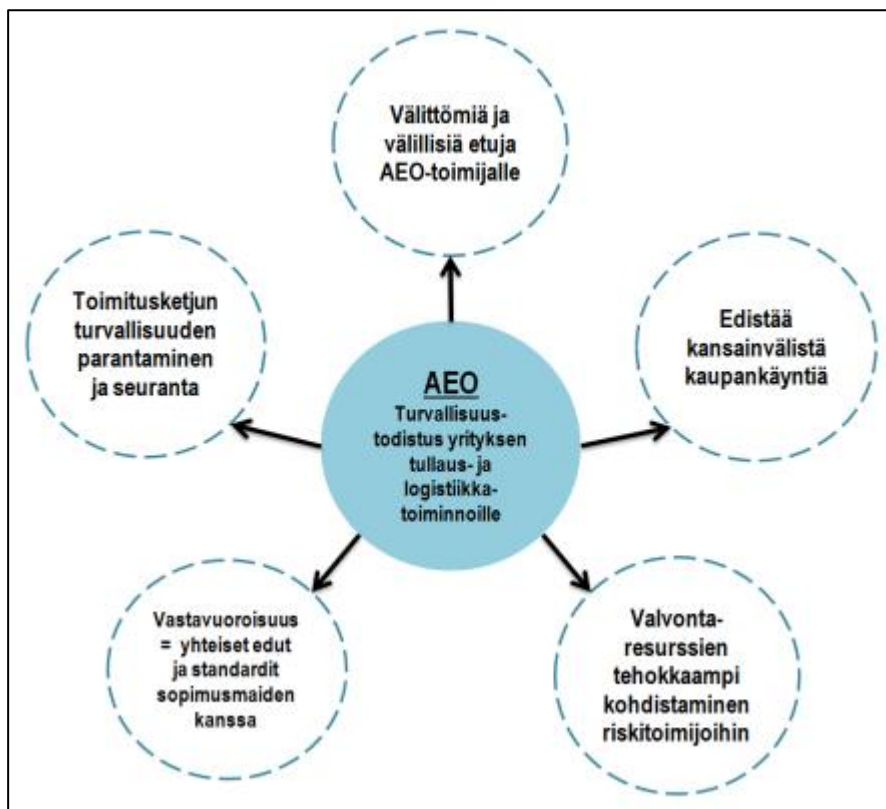 Välittömiä ja
välillisiä etuja
AEO-toimijalle
Toimitusketjun
turvallisuuden
parantaminen
ja seuranta
Edistää
kansainvälistä
kaupankäyntiä
AEO
Turvallisuus-
todistus yrityksen
tullaus- ja
logistiikka-
toiminnoille
Vastavuoroisuus
= yhteiset edut
ja standardit
sopimusmaiden
kanssa
Valvonta-
resurssien
tehokkaampi
kohdistaminen
riskitoimijoihin